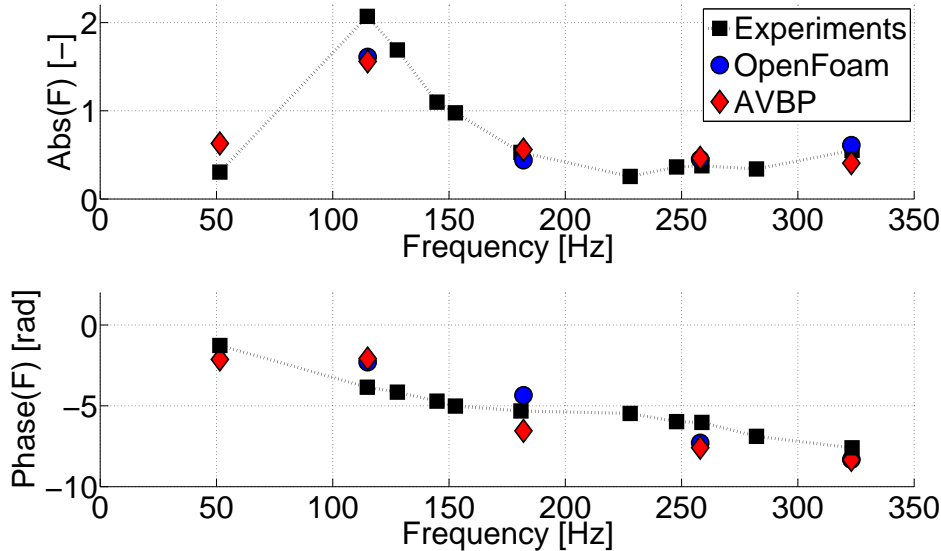 Abs(F) [-]
2
1
0
0 50 100 150 200 250 300 350
Frequency [Hz]
Experiments
OpenFoam
AVBP
Phase(F) [rad]
0
−5
−10
0 50 100 150 200 250 300 350
Frequency [Hz]